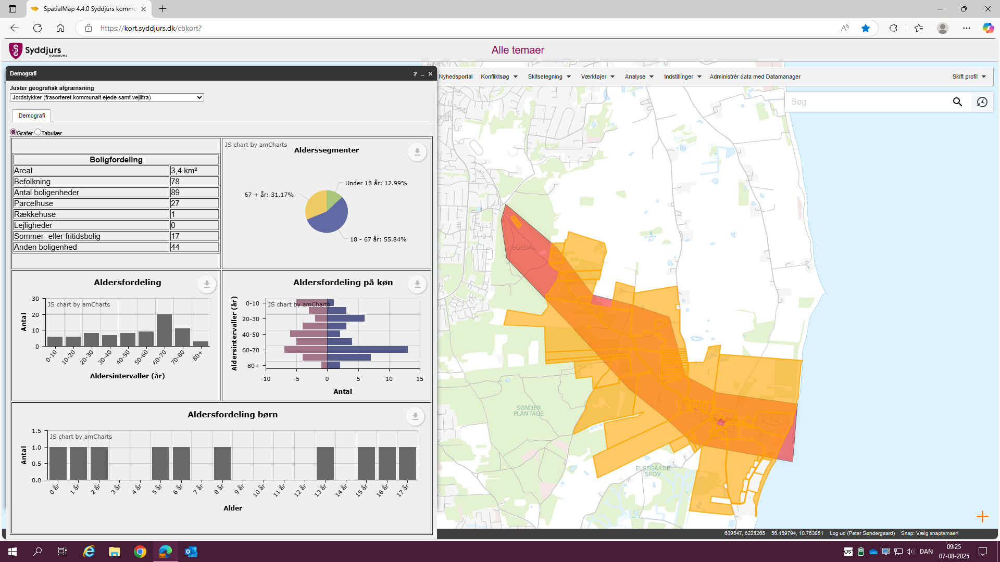 SpatialMap 4.4.0 Syddjurs kommu
https://kort.syddjurs.dk/cbkort?
Syddjurs
KOMMUNE
Alle temaer
Demografi
?
Nyhedsportal
Konfliktsøg
Skitsetegning
Værktøjer
Analyse
Indstillinger
Administrér data med Datamanager
Skift profil
Juster geografisk afgrænsning
Jordstykker (frasorteret kommunalt ejede samt vejlitra)
Søg
Demografi
Grafer
Tabulær
Boligfordeling
Areal 3,4 km²
Befolkning 78
Antal boligenheder 89
Parcelhuse 27
Rækkehuse 1
Lejligheder 0
Sommer- eller fritidsbolig 17
Anden boligenhed 44
JS chart by amCharts
Alderssegmenter
Under 18 år: 12.99%
67 + år: 31.17%
18 - 67 år: 55.84%
Aldersfordeling
JS chart by amCharts
Antal
30
20
10
0
0-10
10-20
20-30
30-40
40-50
50-60
60-70
70-80
80+
Aldersintervaller (år)
Aldersfordeling på køn
JS chart by amCharts
Aldersintervaller (år)
0-10
20-30
40-50
60-70
80+
-10
-5
0
5
10
15
Antal
Aldersfordeling børn
JS chart by amCharts
Antal
1.5
1.0
0.5
0.0
0 år
1 år
2 år
3 år
4 år
5 år
6 år
7 år
8 år
9 år
10 år
11 år
12 år
13 år
14 år
15 år
16 år
17 år
Alder
EGEDAL
SØNDER
PLANTAGE
ELSEGÅRDE
SKOV
609547, 6225265
56.159794, 10.763851
Log ud (Peter Søndergaard)
Snap: Vælg snaptemaer!
DAN
09:25
07-08-2025